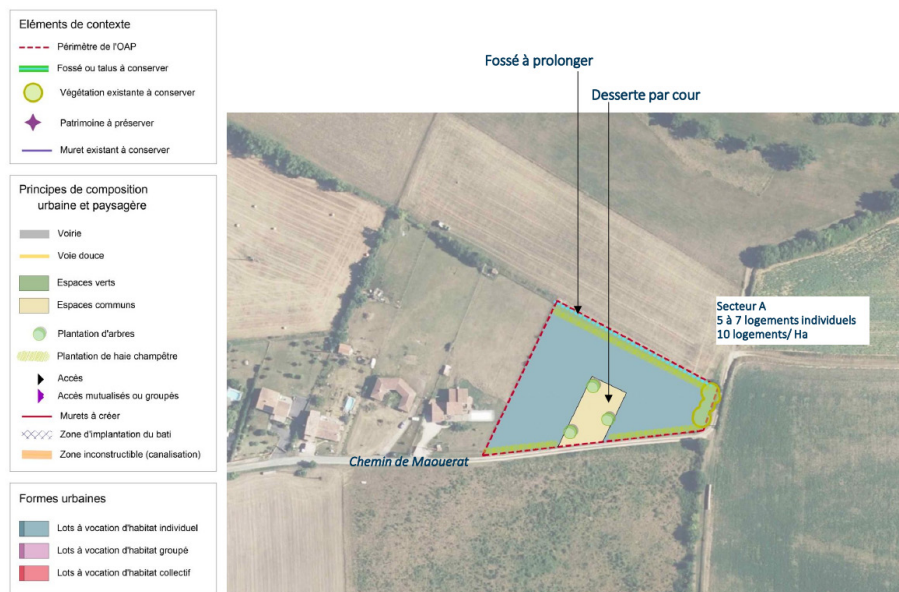 Eléments de contexte
Périmètre de l'OAP
Fossé ou talus à conserver
Végétation existante à conserver
Patrimoine à préserver
Muret existant à conserver
Principes de composition
urbaine et paysagère
Voirie
Voie douce
Espaces verts
Espaces communs
Plantation d'arbres
Plantation de haie champêtre
Accés
Accès mutualisés ou groupés
Murets à créer
Zone d'implantation du bati
Zone inconstructible (canalisation)
Formes urbaines
Lots à vocation d'habitat individuel
Lots à vocation d'habitat groupé
Lots à vocation d'habitat collectif
Fossé à prolonger
Desserte par cour
Secteur A
5 à 7 logements individuels
10 logements/ Ha
Chemin de Maouerat